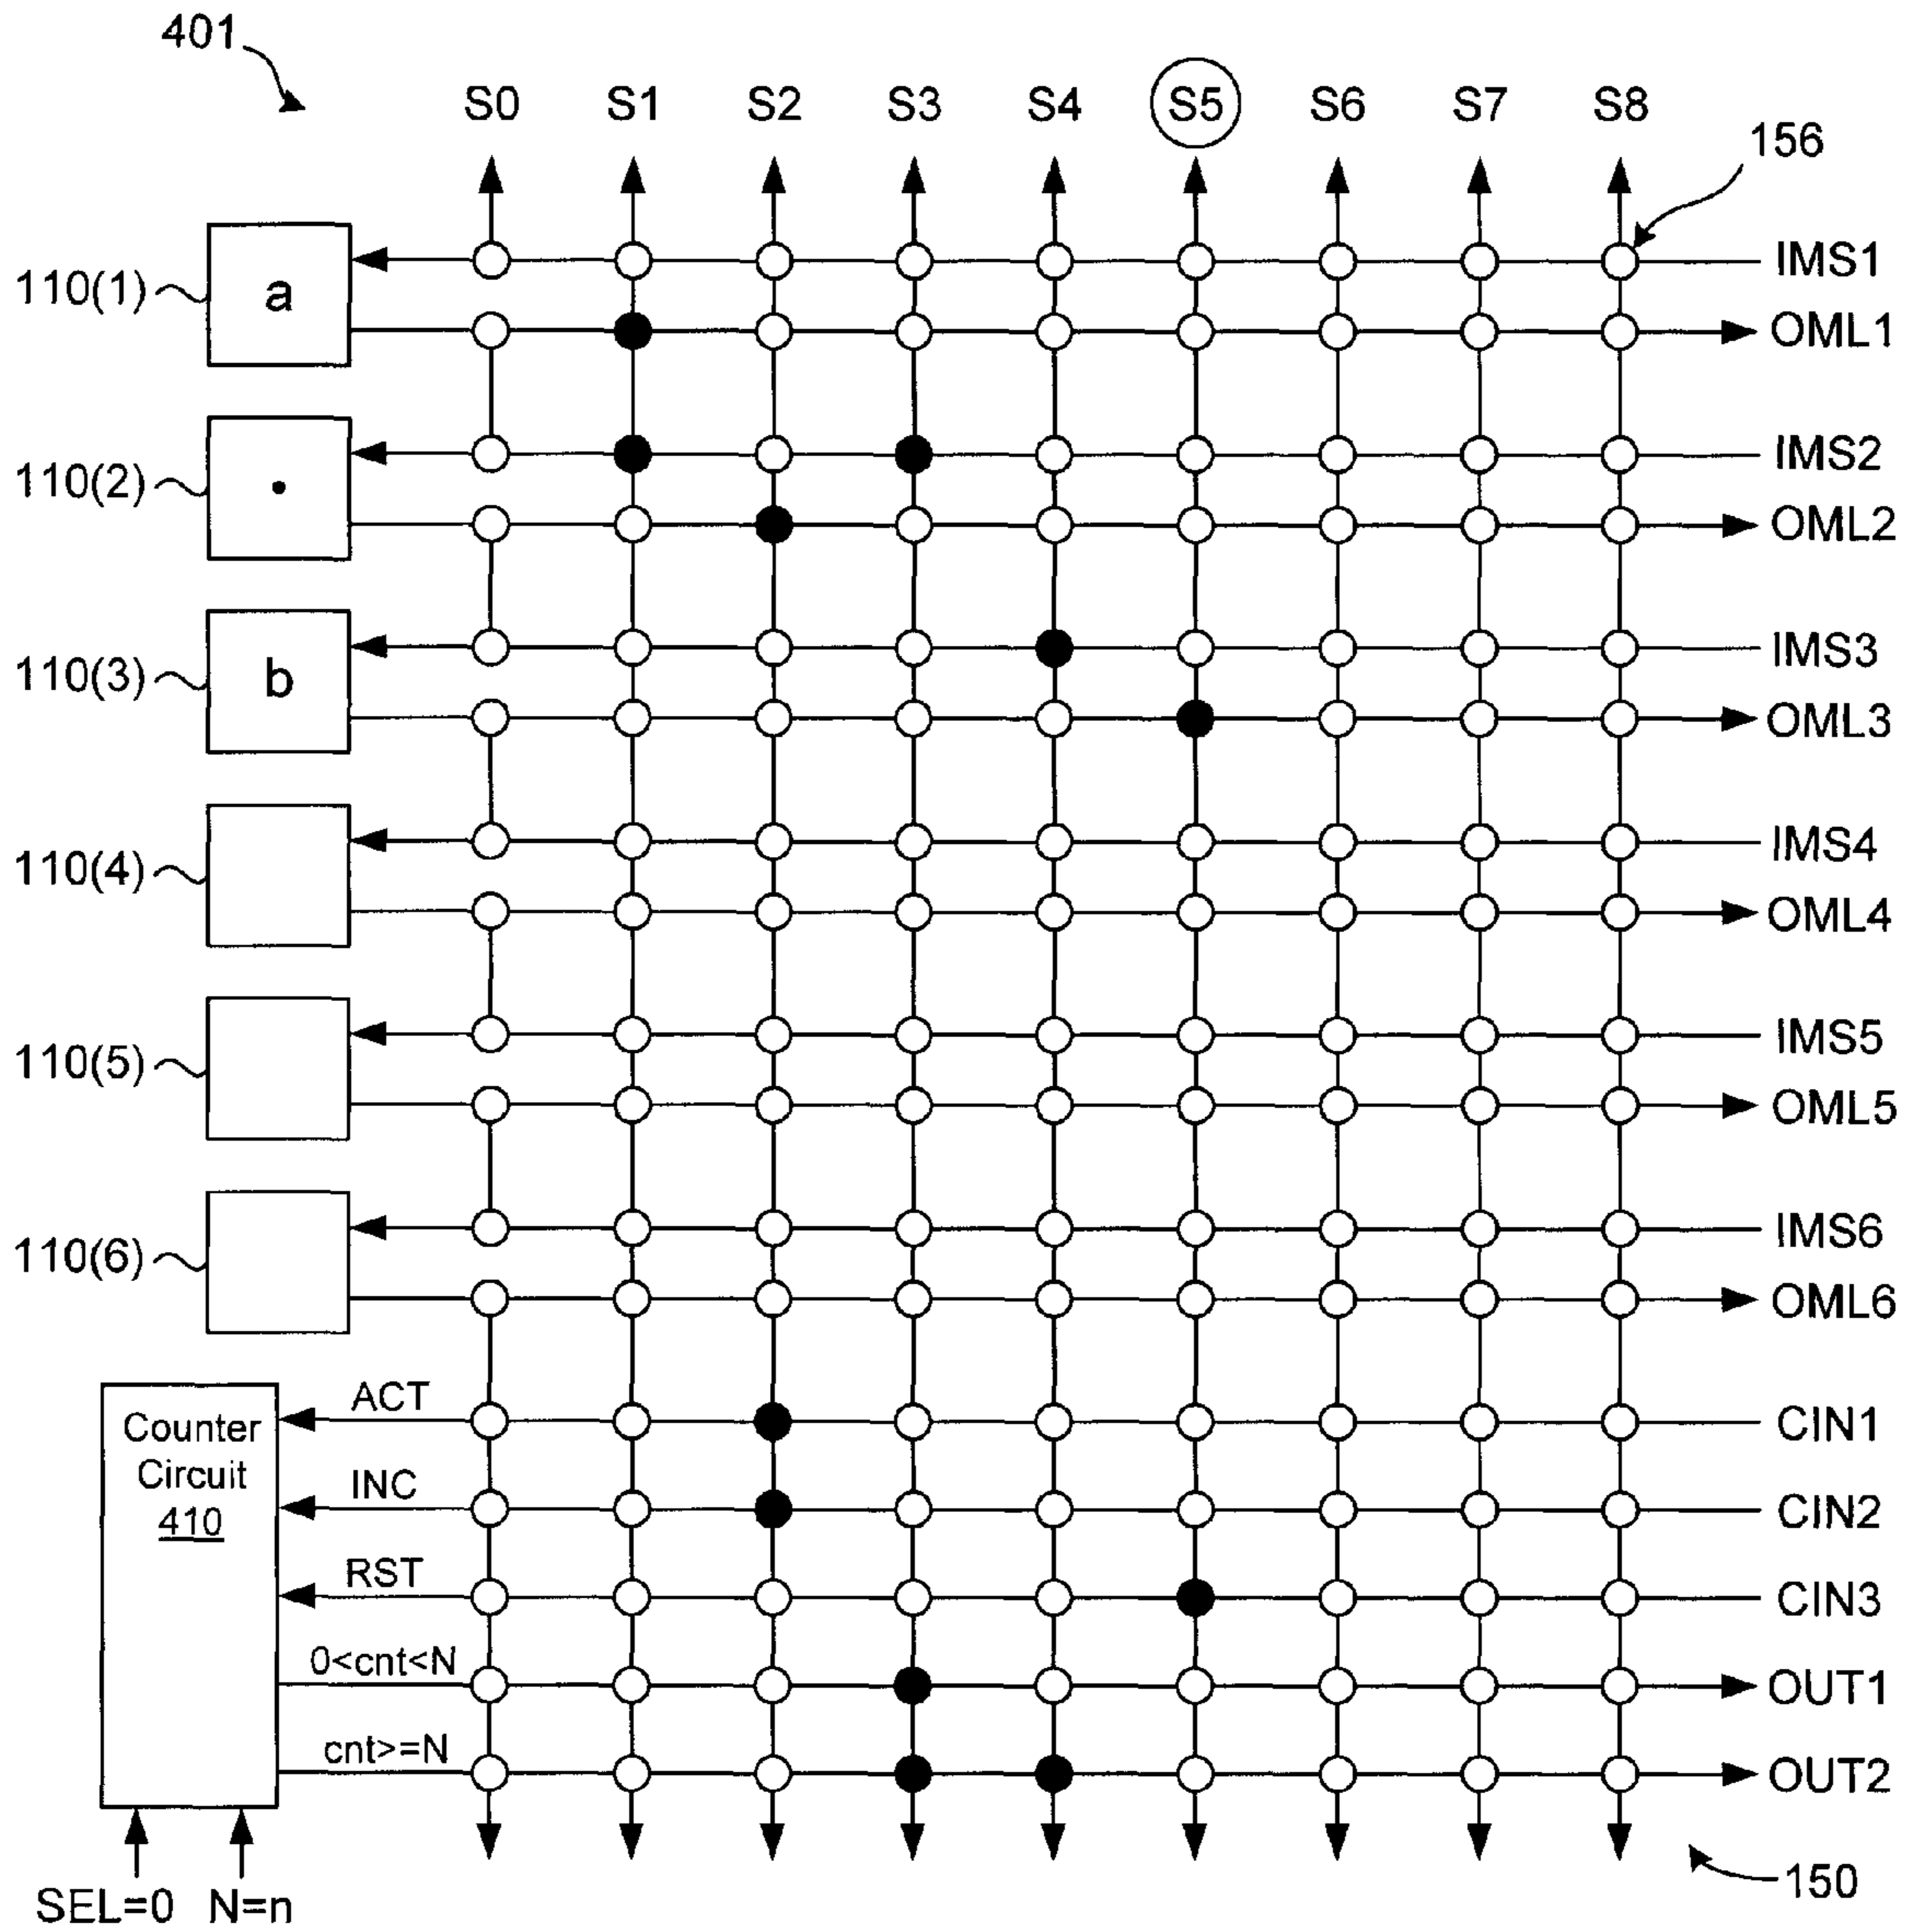 401
S0 S1 S2 S3 S4 S5 S6 S7 S8
156
110(1) a IMS1
OML1
110(2) • IMS2
OML2
110(3) b IMS3
OML3
110(4) IMS4
OML4
110(5) IMS5
OML5
110(6) IMS6
OML6
Counter
Circuit
410
ACT CIN1
INC CIN2
RST CIN3
0<cnt<N OUT1
cnt>=N OUT2
SEL=0 N=n
150